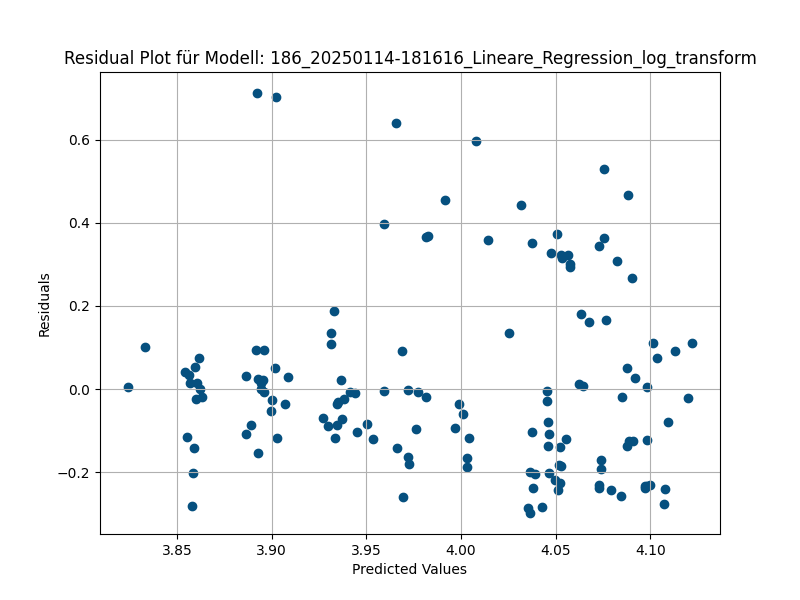 Residual Plot für Modell: 186_20250114-181616_Lineare_Regression_log_transform
Residuals
0.6
0.4
0.2
0.0
−0.2
3.85 3.90 3.95 4.00 4.05 4.10
Predicted Values